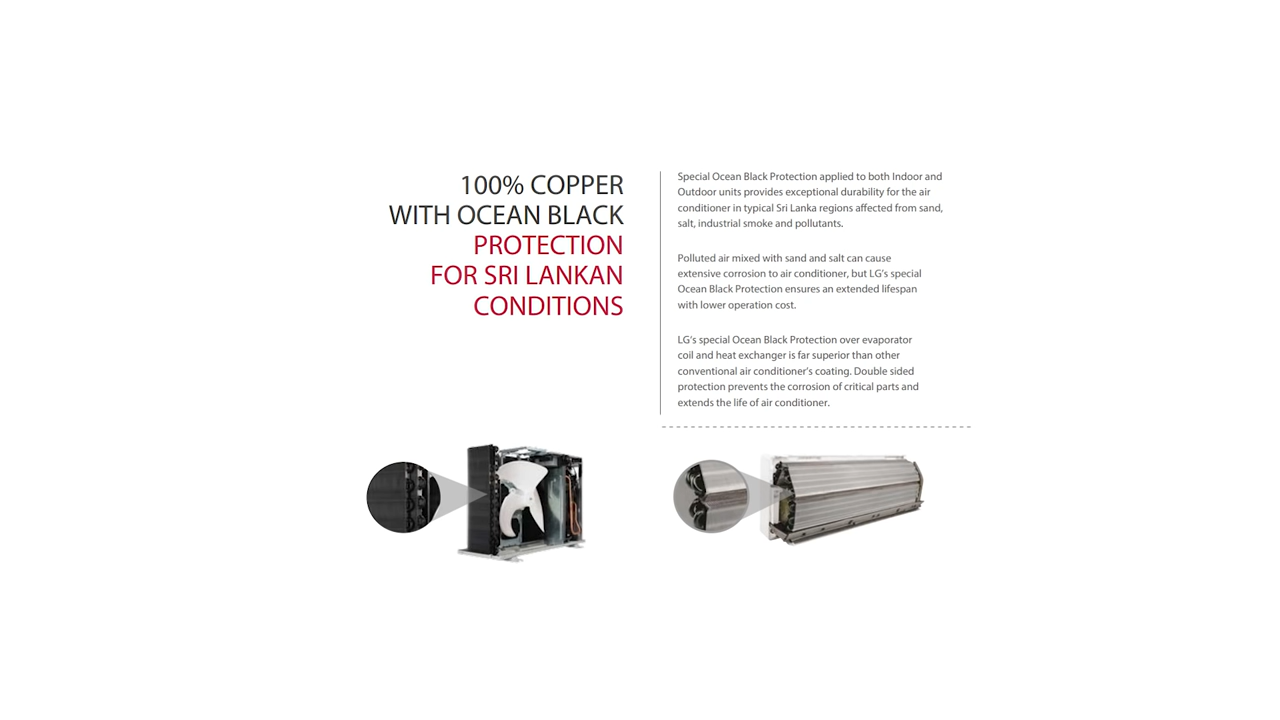 100% COPPER
WITH OCEAN BLACK
PROTECTION
FOR SRI LANKAN
CONDITIONS
Special Ocean Black Protection applied to both Indoor and
Outdoor units provides exceptional durability for the air
conditioner in typical Sri Lanka regions affected from sand,
salt, industrial smoke and pollutants.
Polluted air mixed with sand and salt can cause
extensive corrosion to air conditioner, but LG's special
Ocean Black Protection ensures an extended lifespan
with lower operation cost.
LG's special Ocean Black Protection over evaporator
coil and heat exchanger is far superior than other
conventional air conditioner's coating. Double sided
protection prevents the corrosion of critical parts and
extends the life of air conditioner.